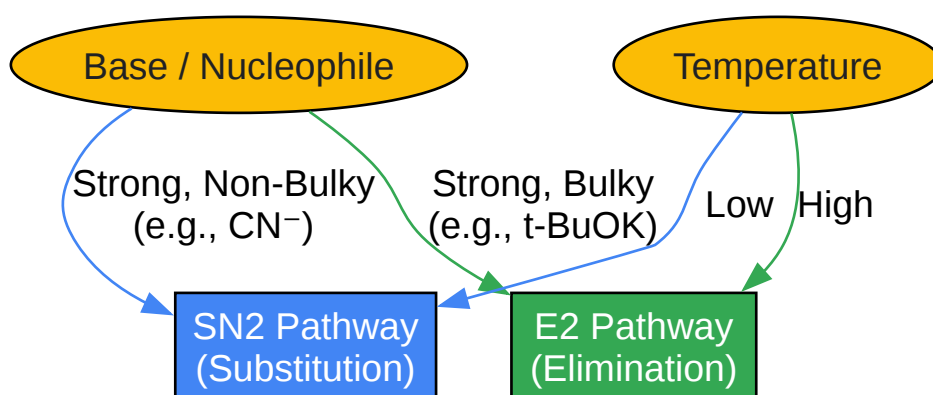 Base / Nucleophile
Temperature
Strong, Non-Bulky
(e.g., CN⁻)
Strong, Bulky
(e.g., t-BuOK)
Low
High
SN2 Pathway
(Substitution)
E2 Pathway
(Elimination)